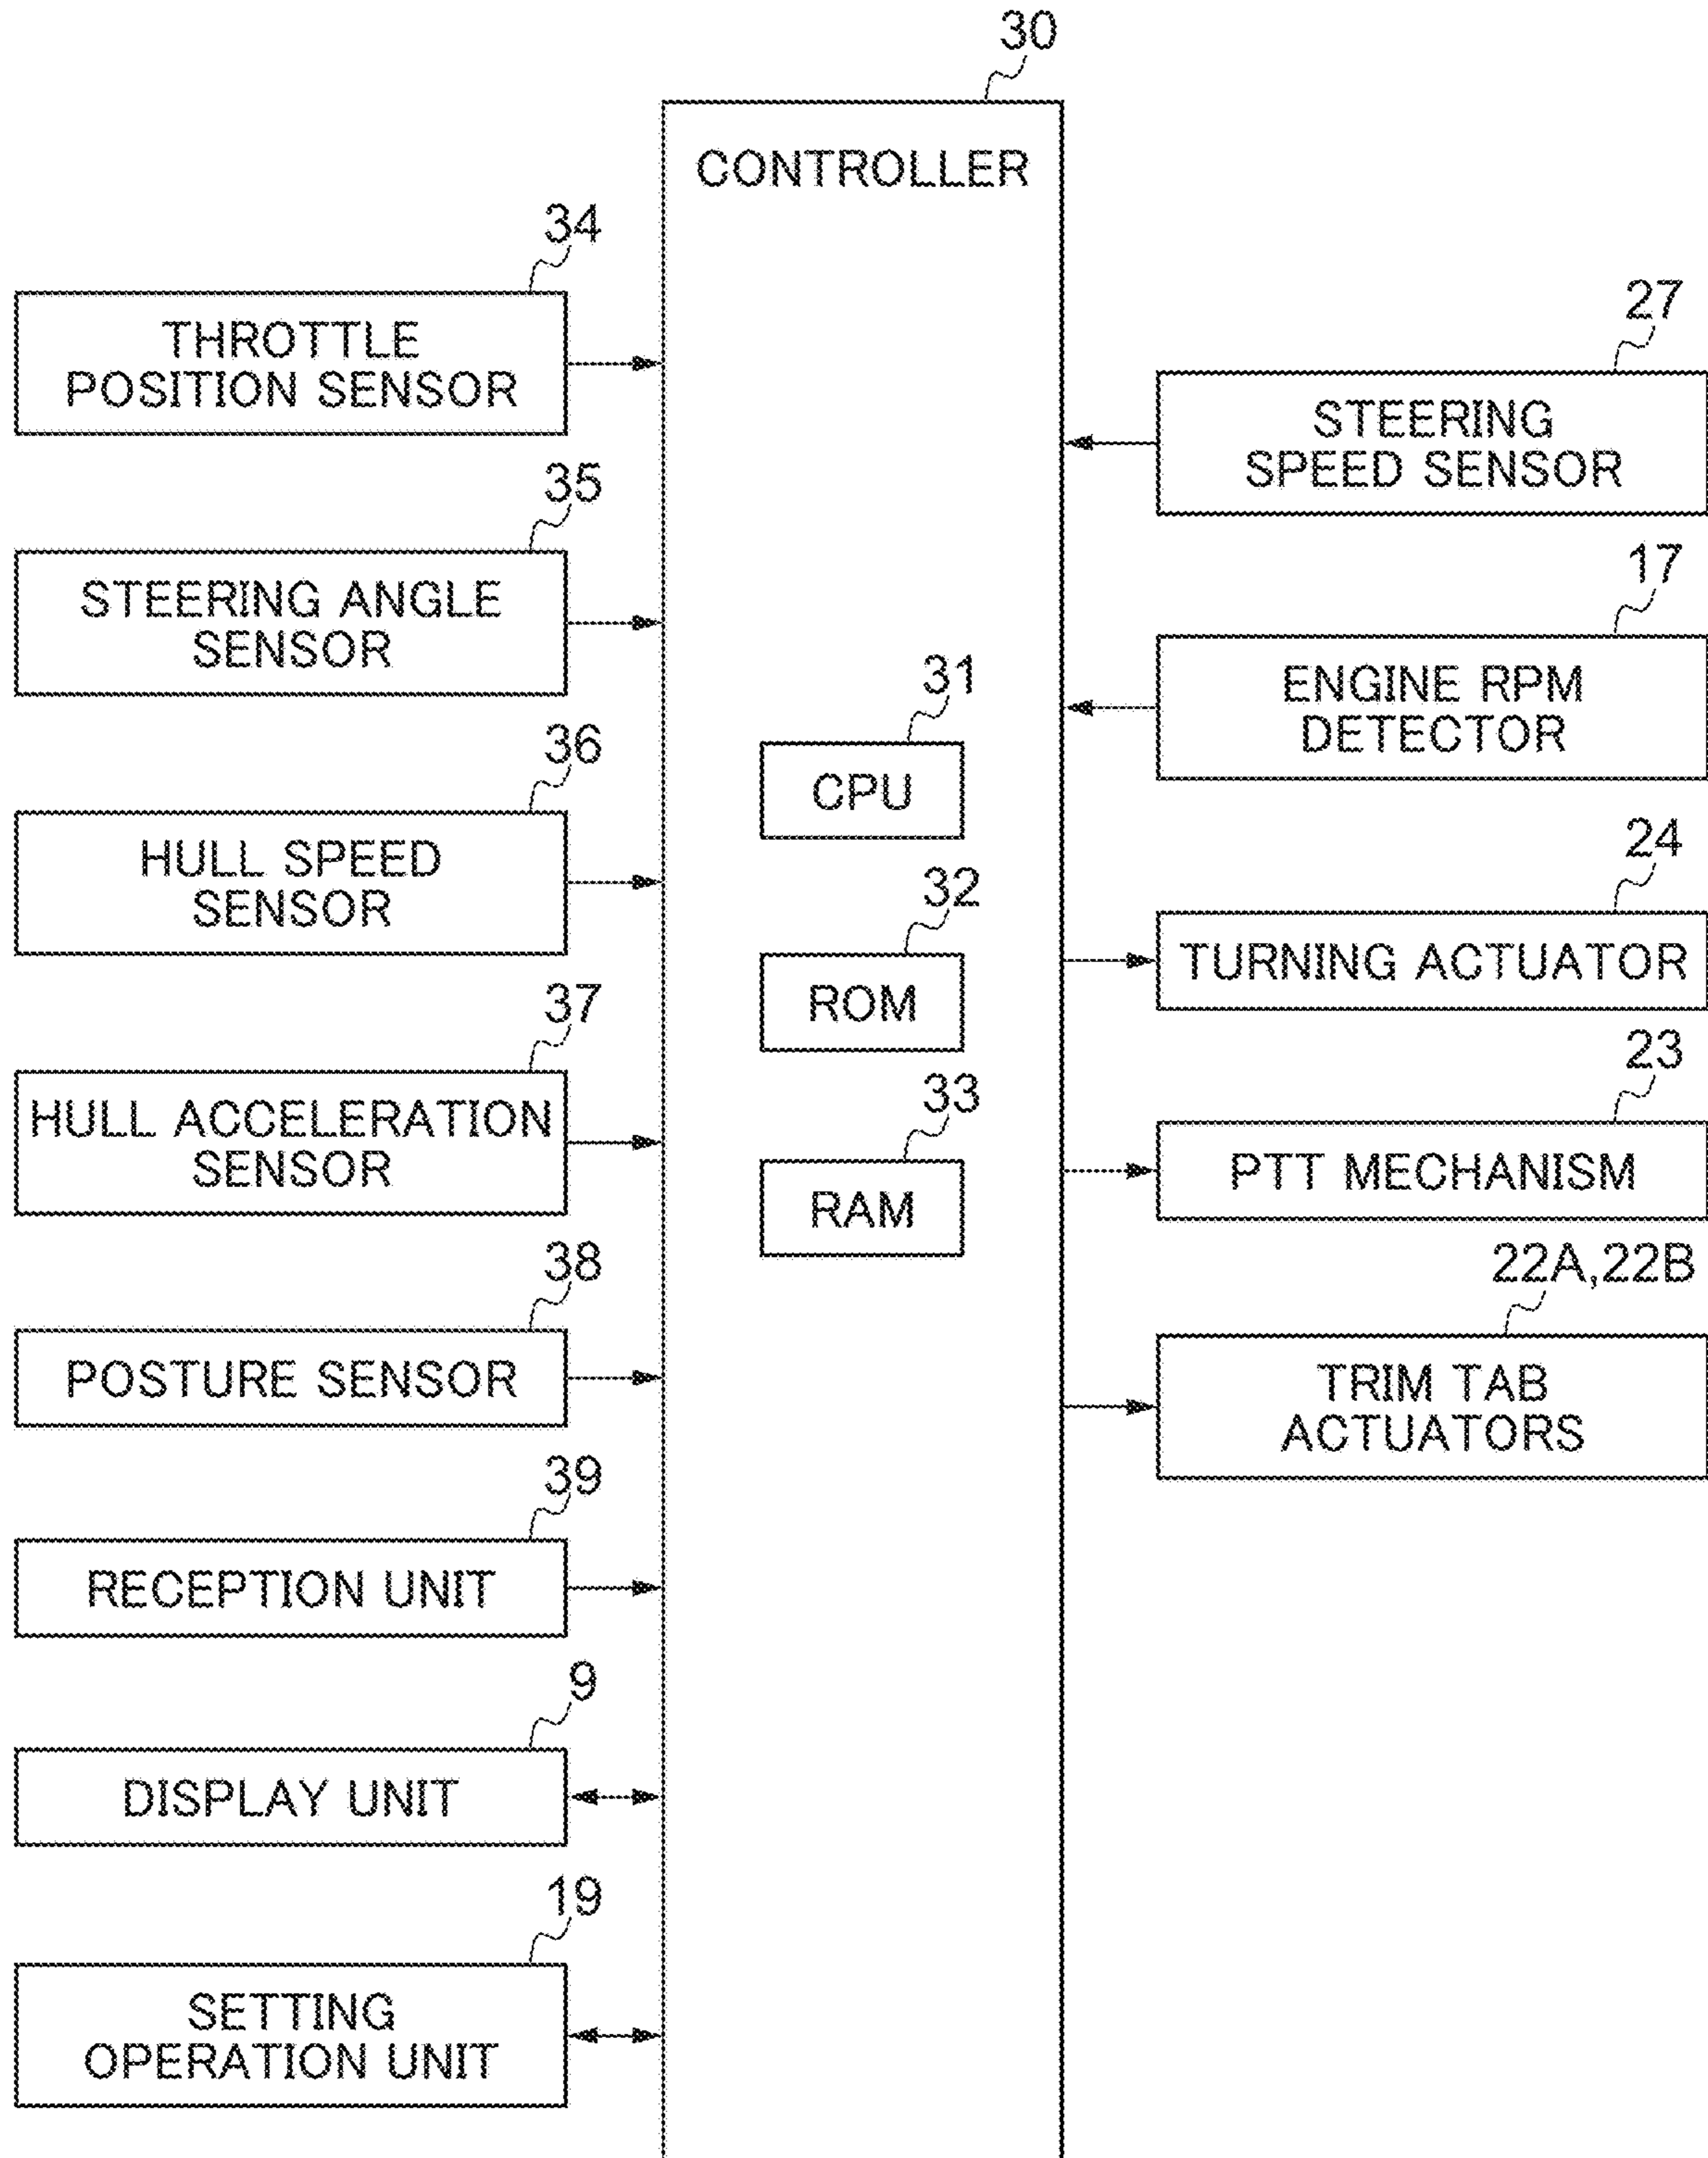 30
CONTROLLER
34
THROTTLE
POSITION SENSOR
35
STEERING ANGLE
SENSOR
36
HULL SPEED
SENSOR
37
HULL ACCELERATION
SENSOR
38
POSTURE SENSOR
39
RECEPTION UNIT
9
DISPLAY UNIT
19
SETTING
OPERATION UNIT
31
CPU
32
ROM
33
RAM
27
STEERING
SPEED SENSOR
17
ENGINE RPM
DETECTOR
24
TURNING ACTUATOR
23
PTT MECHANISM
22A,22B
TRIM TAB
ACTUATORS